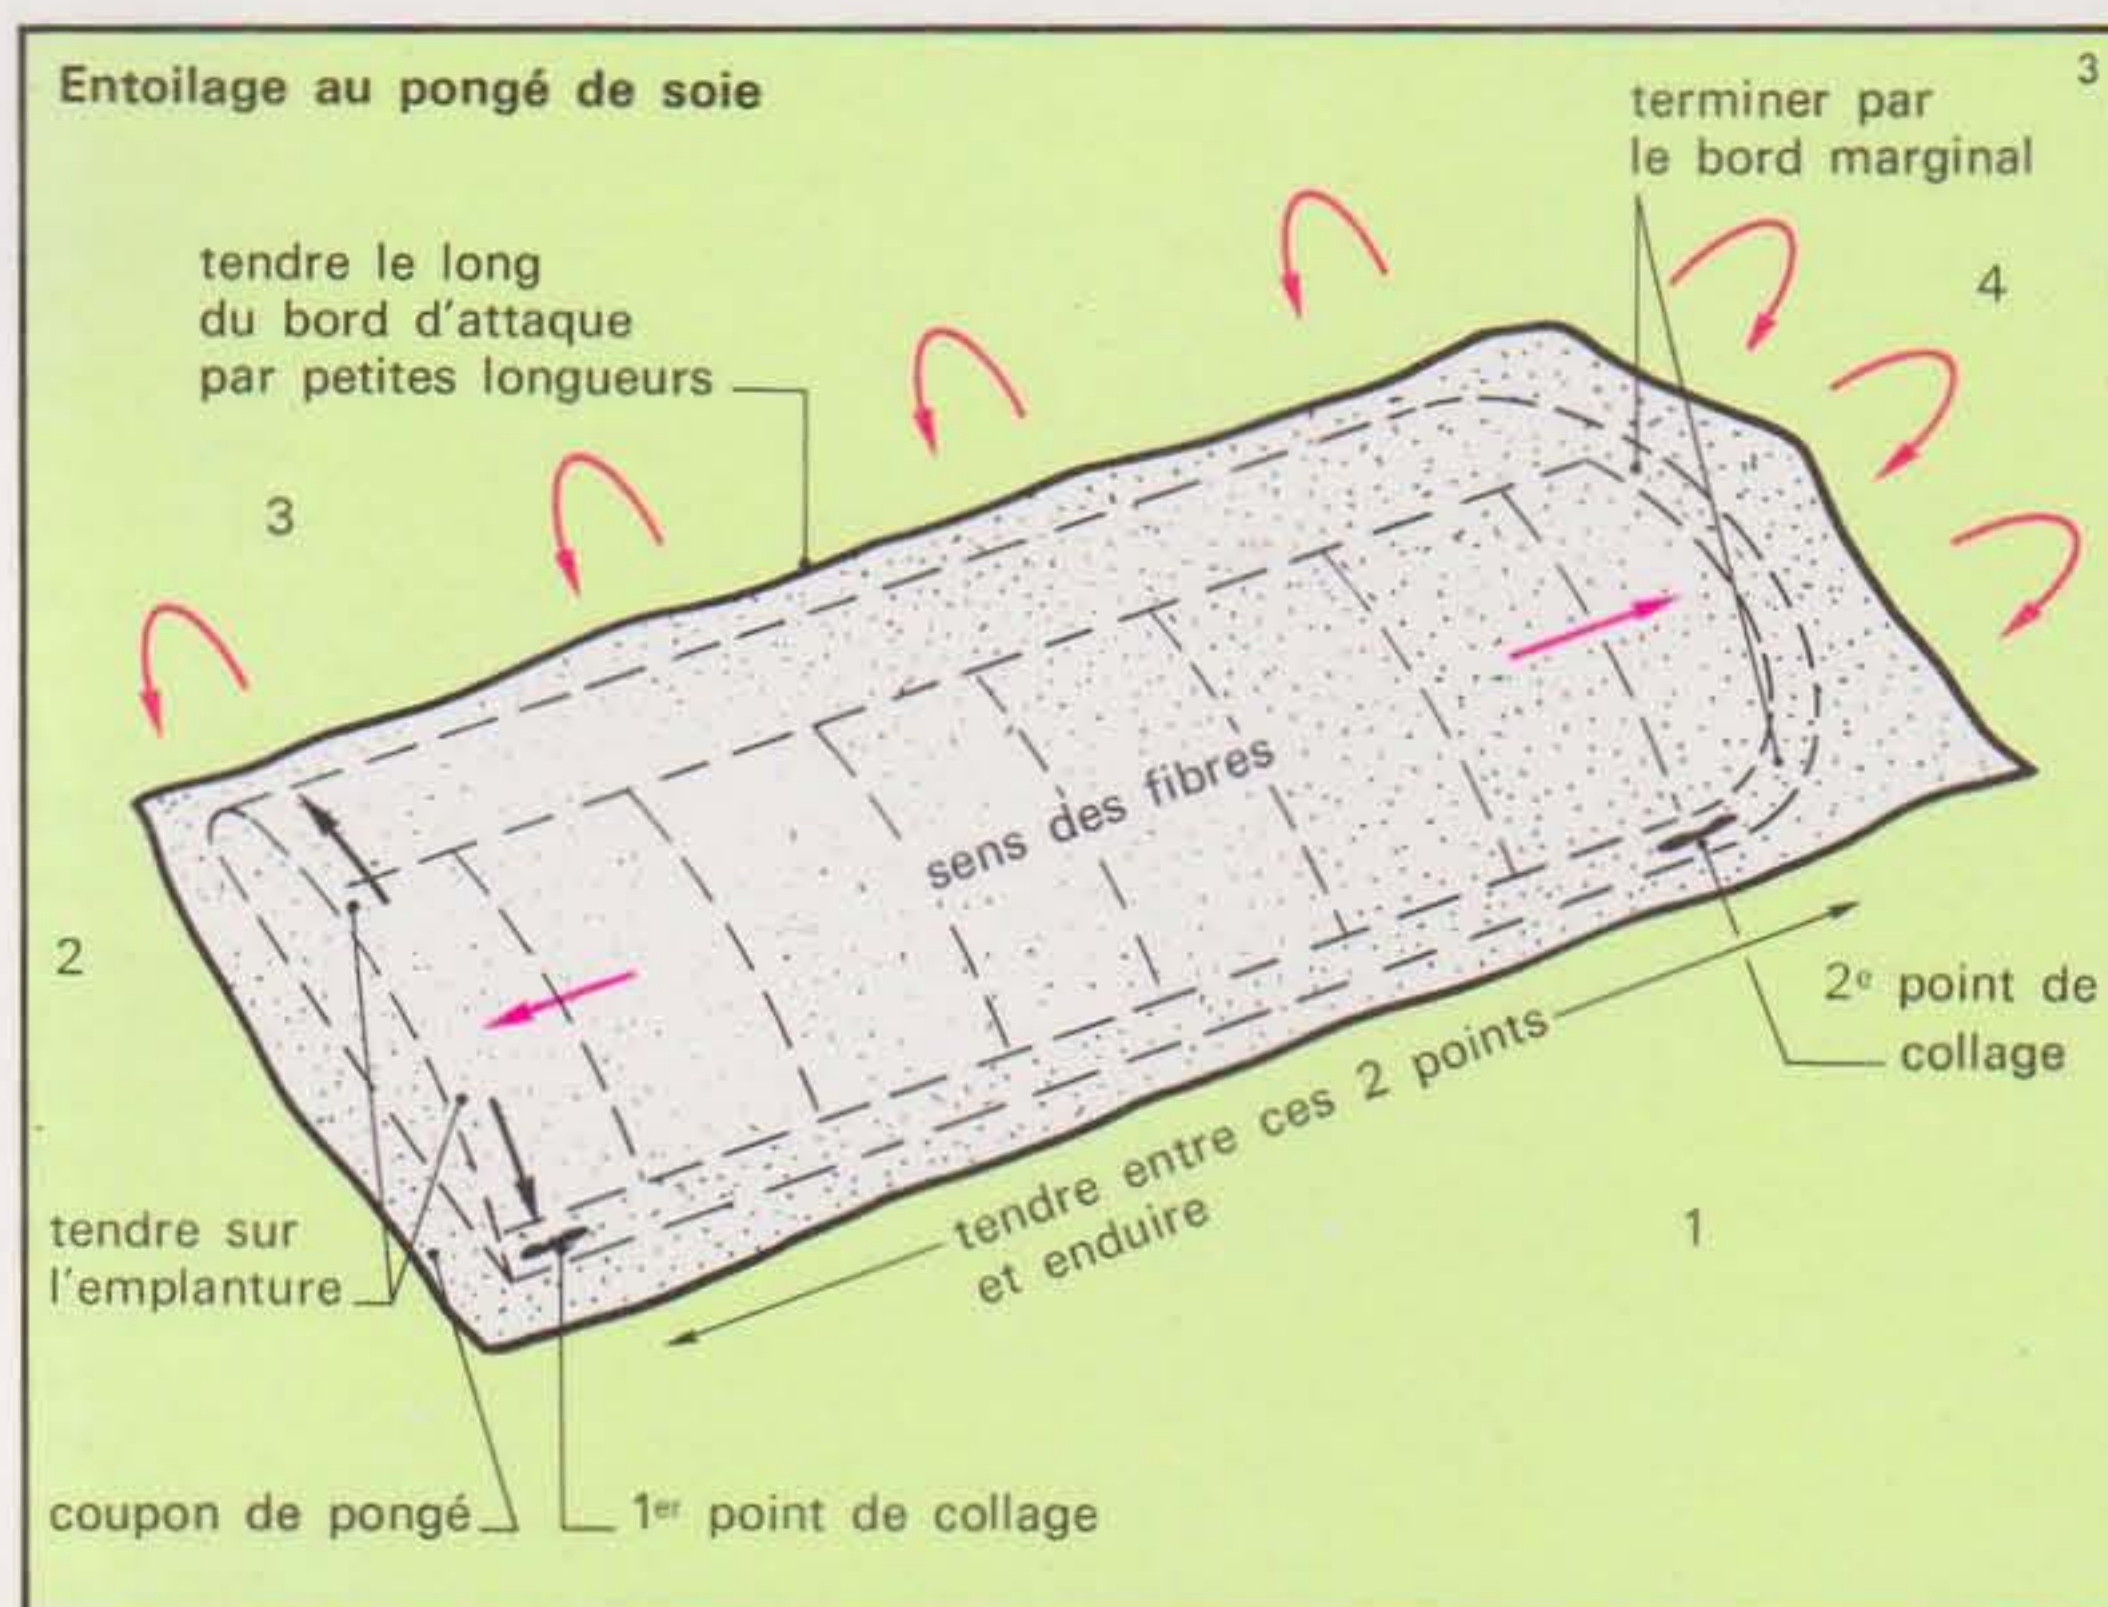 Entoilage au pongé de soie
3
terminer par
le bord marginal
tendre le long
du bord d'attaque
par petites longueurs
4
3
sens des fibres
2
2e point de
collage
tendre entre ces 2 points
et enduire
1
tendre sur
l'emplanture
coupon de pongé
1er point de collage